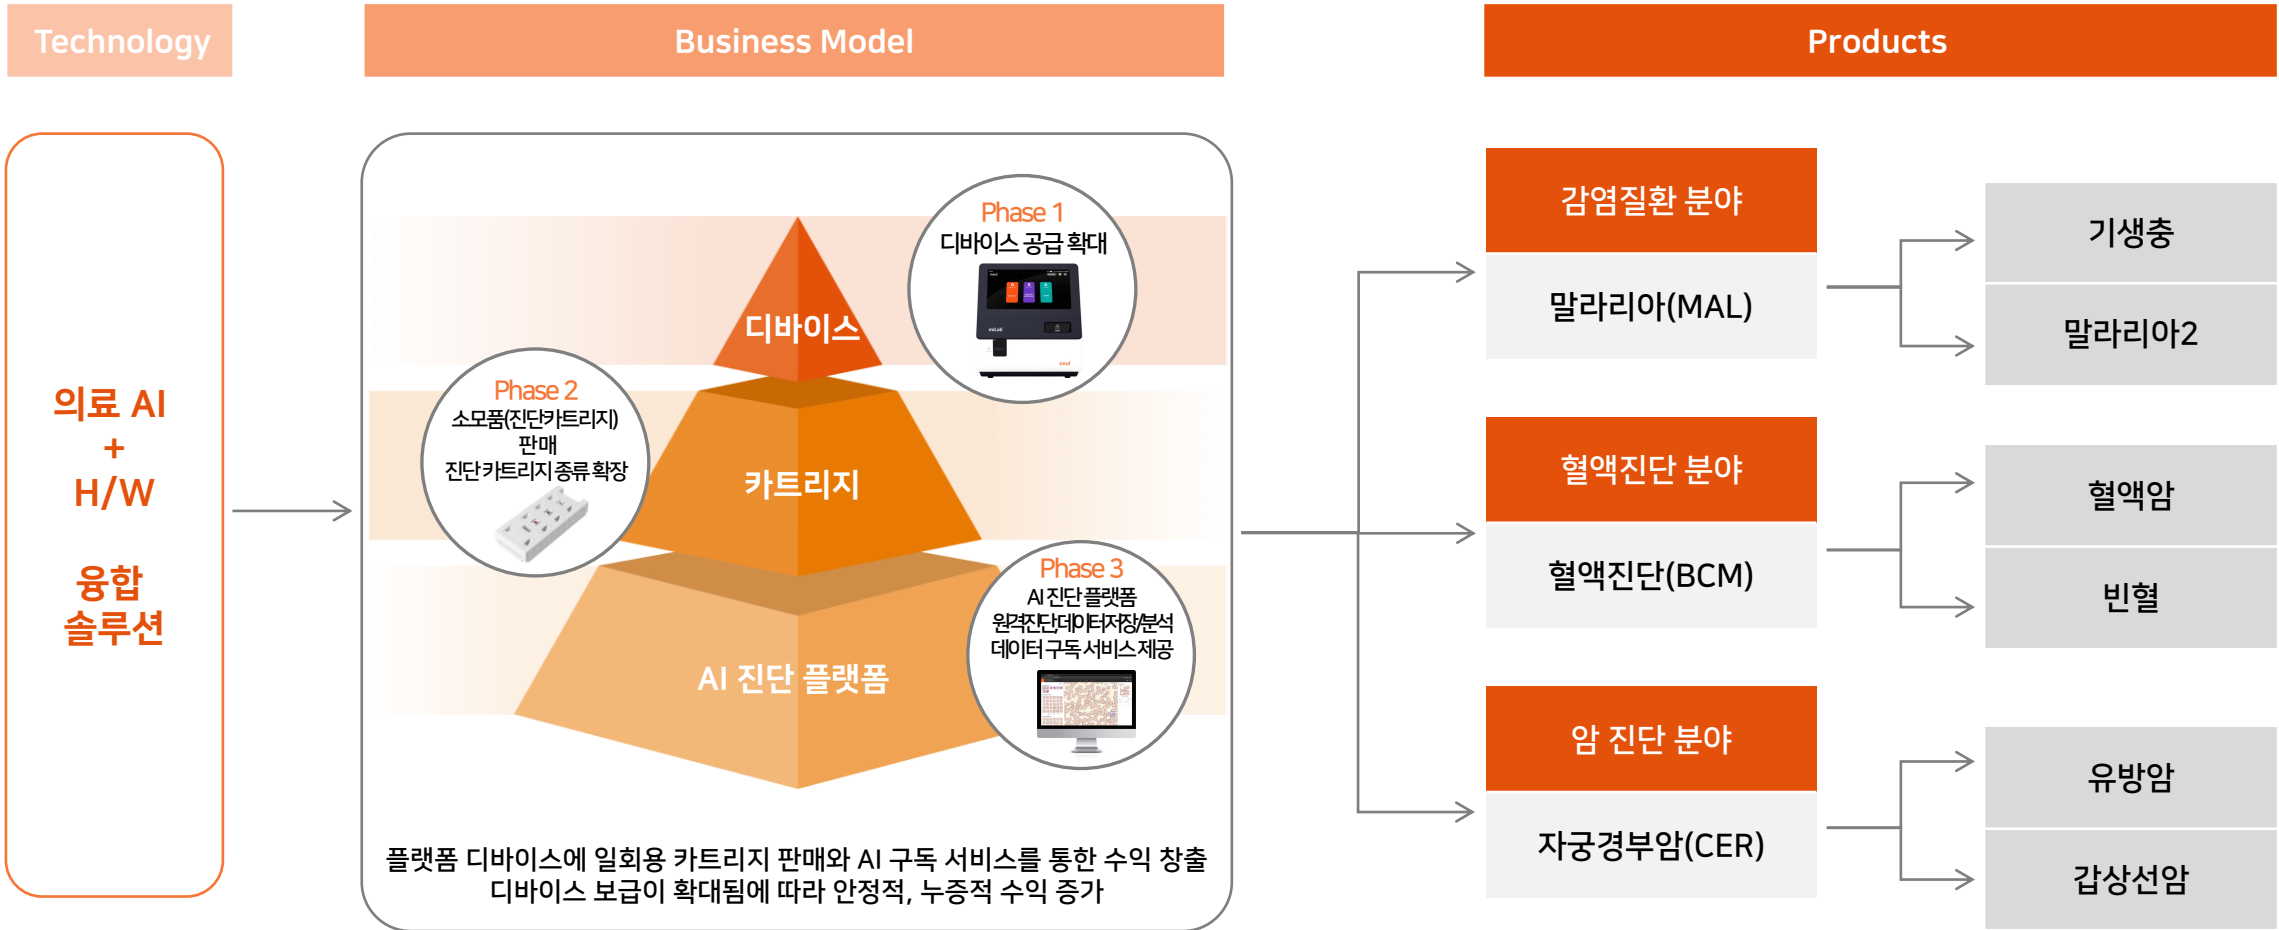 Technology
Business Model
Products
의료 AI
+
H/W
융합
솔루션
Phase 1
디바이스 공급 확대
디바이스
Phase 2
소모품(진단카트리지)
판매
진단 카트리지 종류 확장
카트리지
Phase 3
AI 진단 플랫폼
원격진단,데이터저장/분석
데이터 구독 서비스 제공
AI 진단 플랫폼
플랫폼 디바이스에 일회용 카트리지 판매와 AI 구독 서비스를 통한 수익 창출
디바이스 보급이 확대됨에 따라 안정적, 누증적 수익 증가
감염질환 분야
말라리아(MAL)
기생충
말라리아2
혈액진단 분야
혈액진단(BCM)
혈액암
빈혈
암 진단 분야
자궁경부암(CER)
유방암
갑상선암